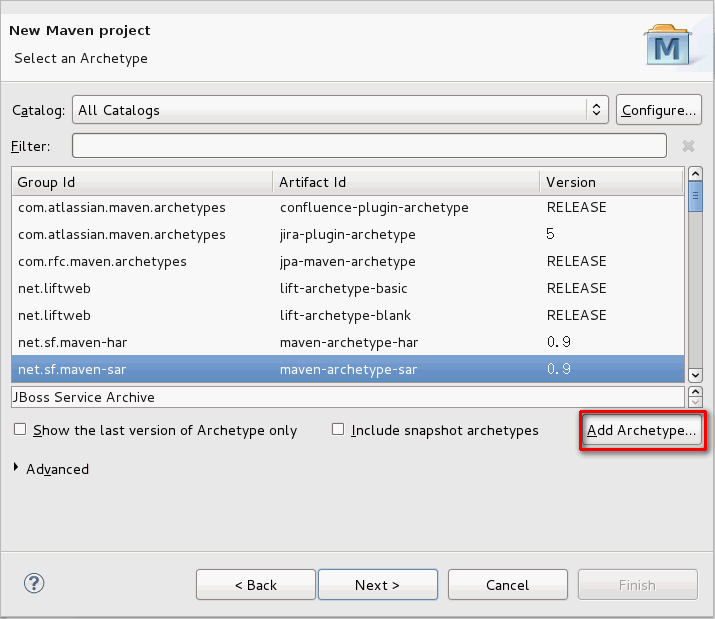 New Maven project
Select an Archetype
M
Catalog: All Catalogs Configure...
Filter:
Group Id Artifact Id Version
com.atlassian.maven.archetypes confluence-plugin-archetype RELEASE
com.atlassian.maven.archetypes jira-plugin-archetype 5
com.rfc.maven.archetypes jpa-maven-archetype RELEASE
net.liftweb lift-archetype-basic RELEASE
net.liftweb lift-archetype-blank RELEASE
net.sf.maven-har maven-archetype-har 0.9
net.sf.maven-sar maven-archetype-sar 0.9
JBoss Service Archive
Show the last version of Archetype only Include snapshot archetypes Add Archetype...
Advanced
? < Back Next > Cancel Finish